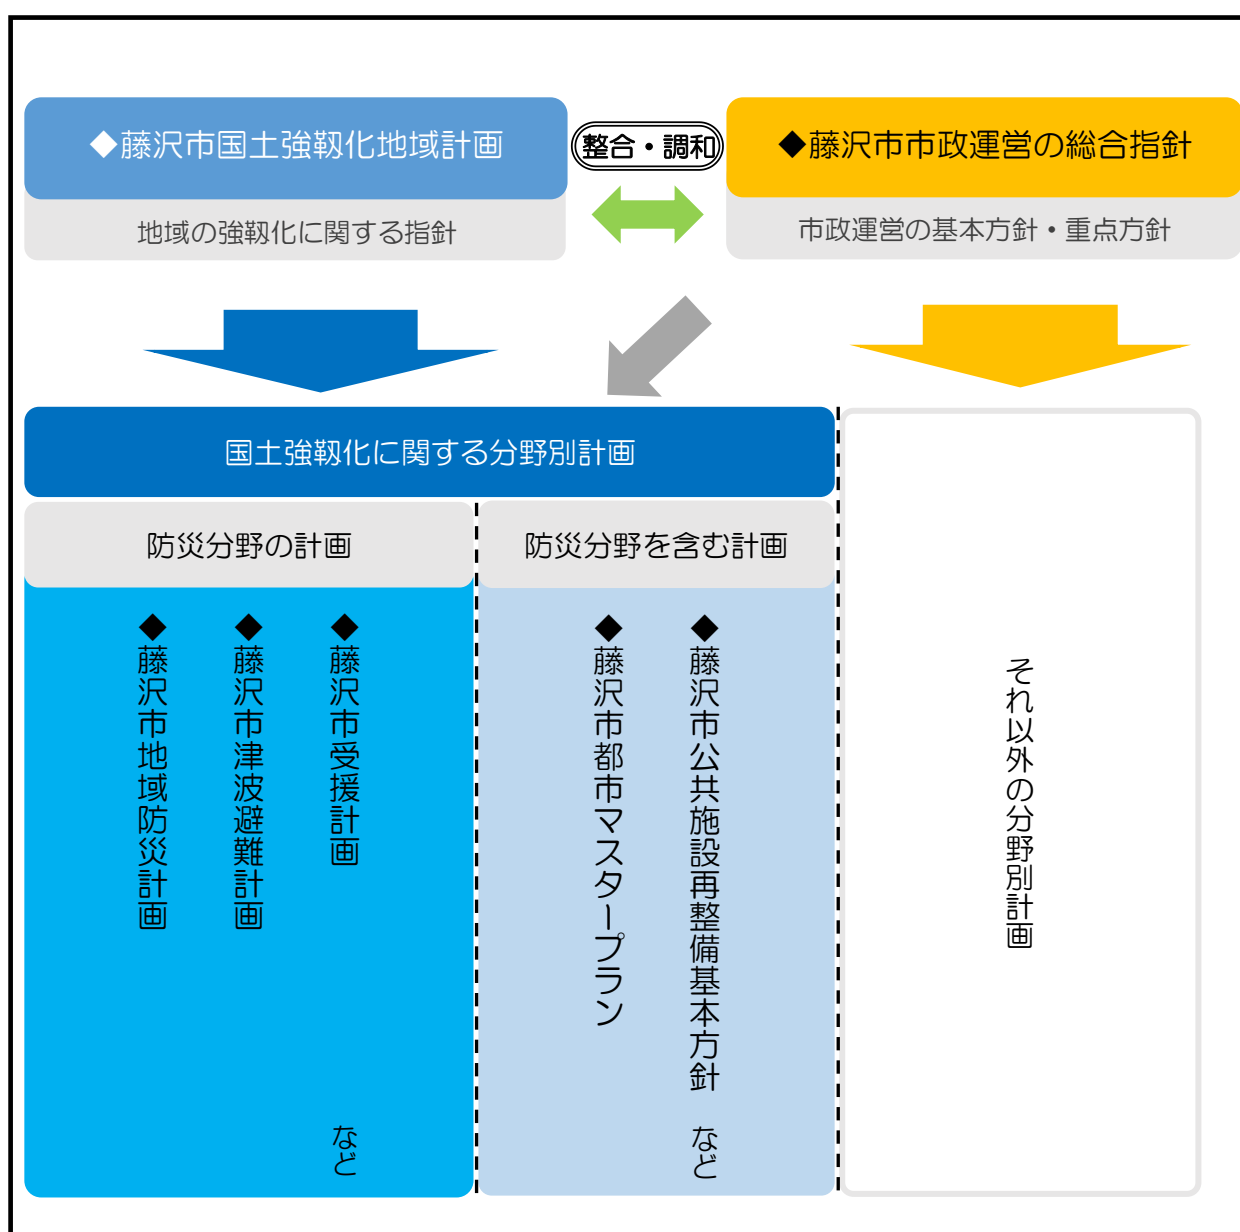 ◆藤沢市国土強靱化地域計画
整合・調和
◆藤沢市市政運営の総合指針
地域の強靱化に関する指針
市政運営の基本方針・重点方針
国土強靱化に関する分野別計画
防災分野の計画
防災分野を含む計画
◆藤沢市地域防災計画
◆藤沢市津波避難計画
◆藤沢市受援計画 など
◆藤沢市都市マスタープラン
◆藤沢市公共施設再整備基本方針 など
それ以外の分野別計画